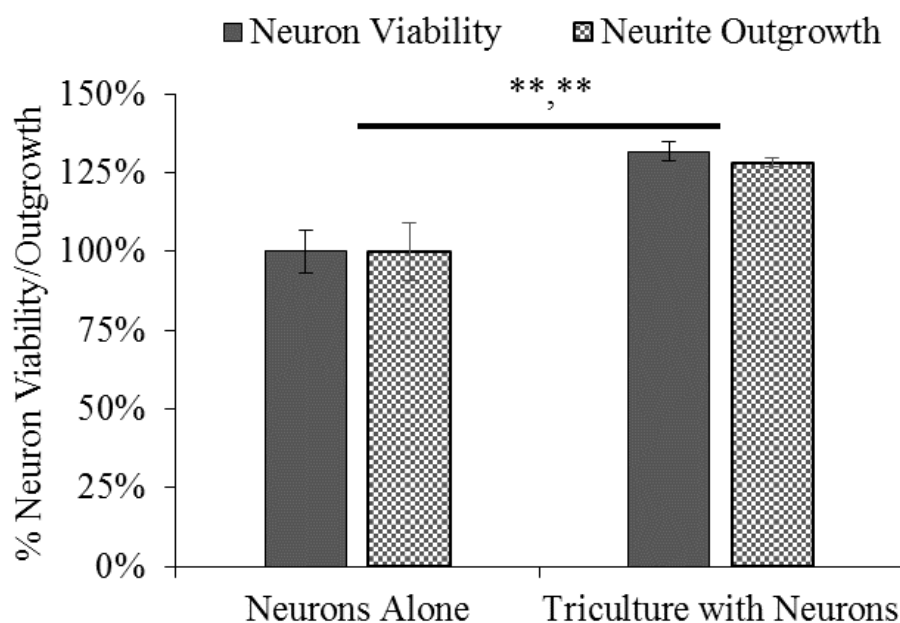 Neuron Viability Neurite Outgrowth
**,**
150%
125%
100%
75%
50%
25%
0%
% Neuron Viability/Outgrowth
Neurons Alone Triculture with Neurons